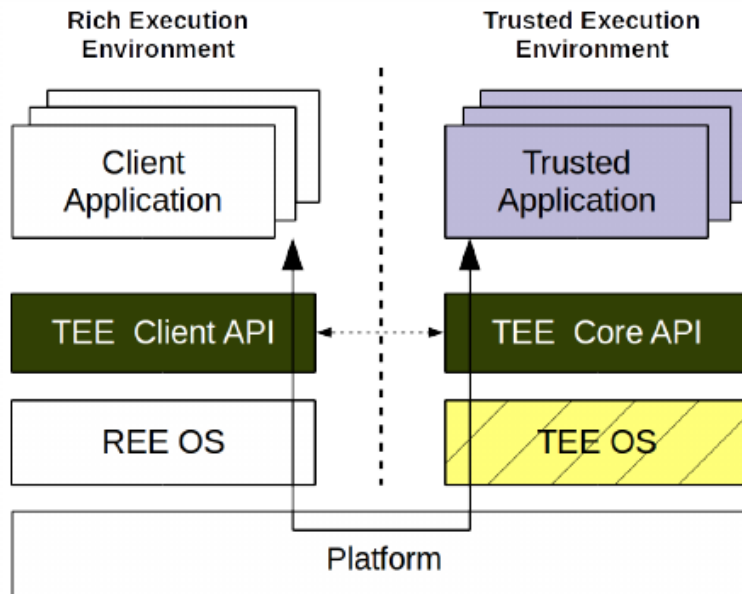 Rich Execution
Environment
Trusted Execution
Environment
Client
Application
Trusted
Application
TEE Client API
TEE Core API
REE OS
TEE OS
Platform